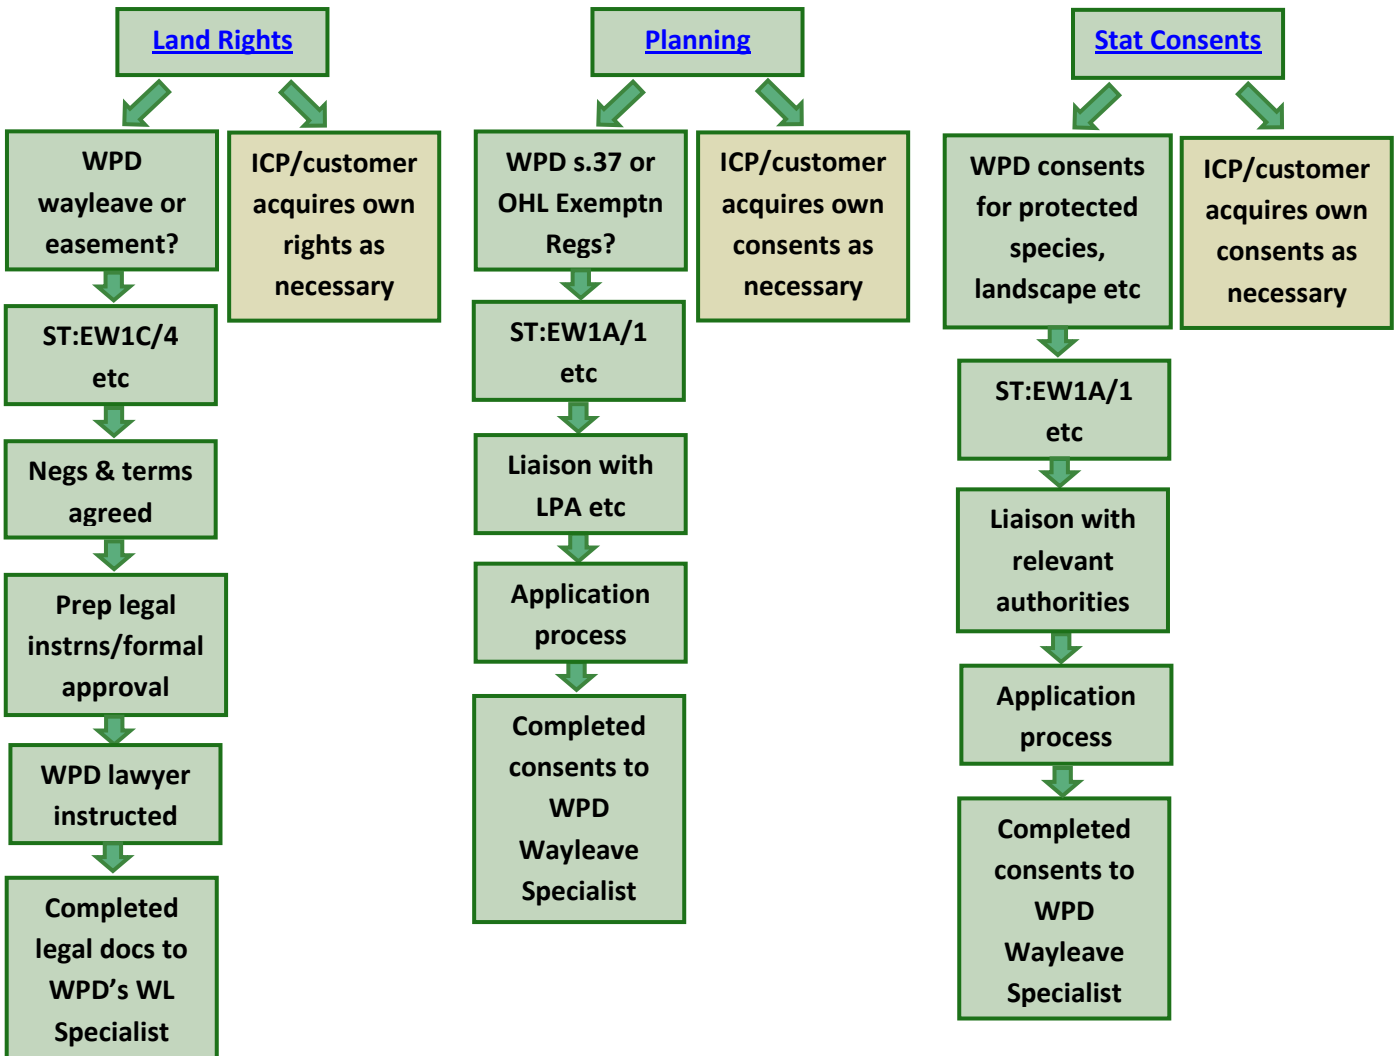 Land Rights
WPD
wayleave or
easement?
ICP/customer
acquires own
rights as
necessary
ST:EW1C/4
etc
Negs & terms
agreed
Prep legal
instrns/formal
approval
WPD lawyer
instructed
Completed
legal docs to
WPD’s WL
Specialist
Planning
WPD s.37 or
OHL Exemptn
Regs?
ICP/customer
acquires own
consents as
necessary
ST:EW1A/1
etc
Liaison with
LPA etc
Application
process
Completed
consents to
WPD
Wayleave
Specialist
Stat Consents
WPD consents
for protected
species,
landscape etc
ICP/customer
acquires own
consents as
necessary
ST:EW1A/1
etc
Liaison with
relevant
authorities
Application
process
Completed
consents to
WPD
Wayleave
Specialist